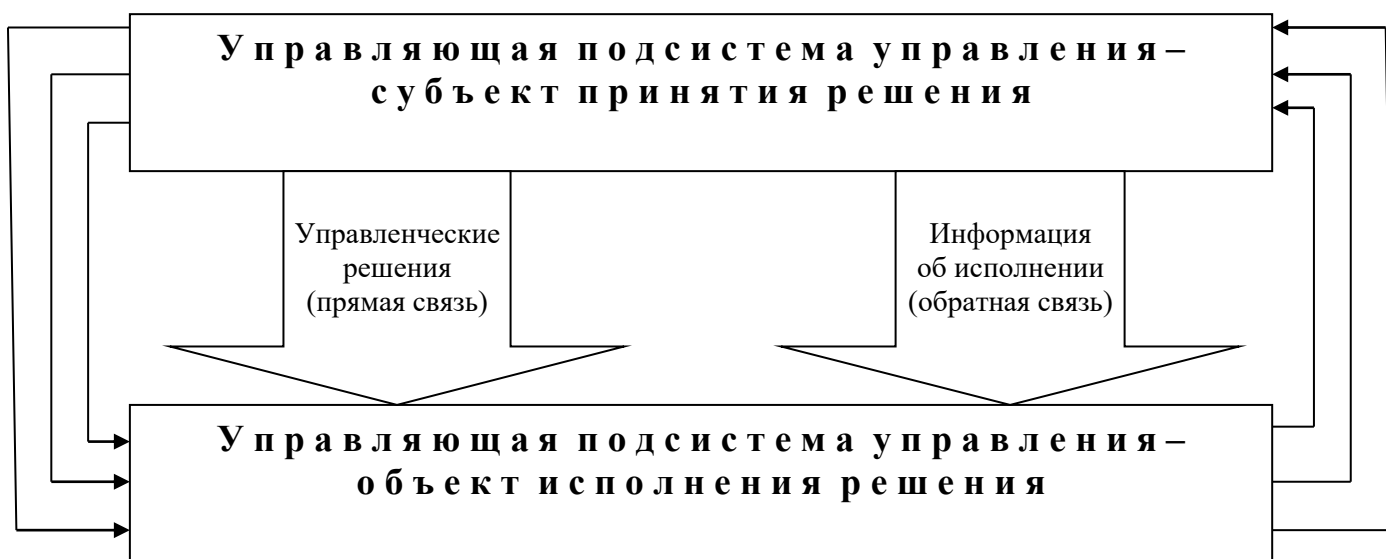 Управляющая подсистема управления–
субъект принятия решения
Управленческие
решения
(прямая связь)
Информация
об исполнении
(обратная связь)
Управляющая подсистема управления–
объект исполнения решения